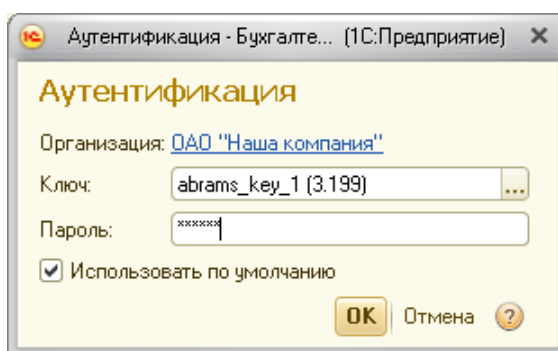 1С Аутентификация - Бухгалте... (1С:Предприятие)
Аутентификация
Организация: ОАО "Наша компания"
Ключ: abrams_key_1 (3.199) ...
Пароль: ******
Использовать по умолчанию
OK Отмена ?